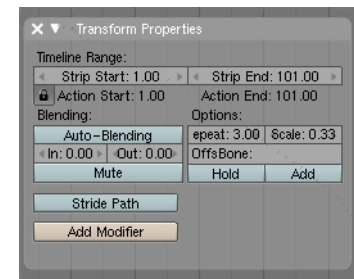 Transform Properties
Timeline Range:
Strip Start: 1.00 Strip End: 101.00
Action Start: 1.00 Action End: 101.00
Blending: Options:
Auto-Blending epeat: 3.00 Scale: 0.33
In: 0.00 Out: 0.00 OffsBone:
Mute Hold Add
Stride Path
Add Modifier